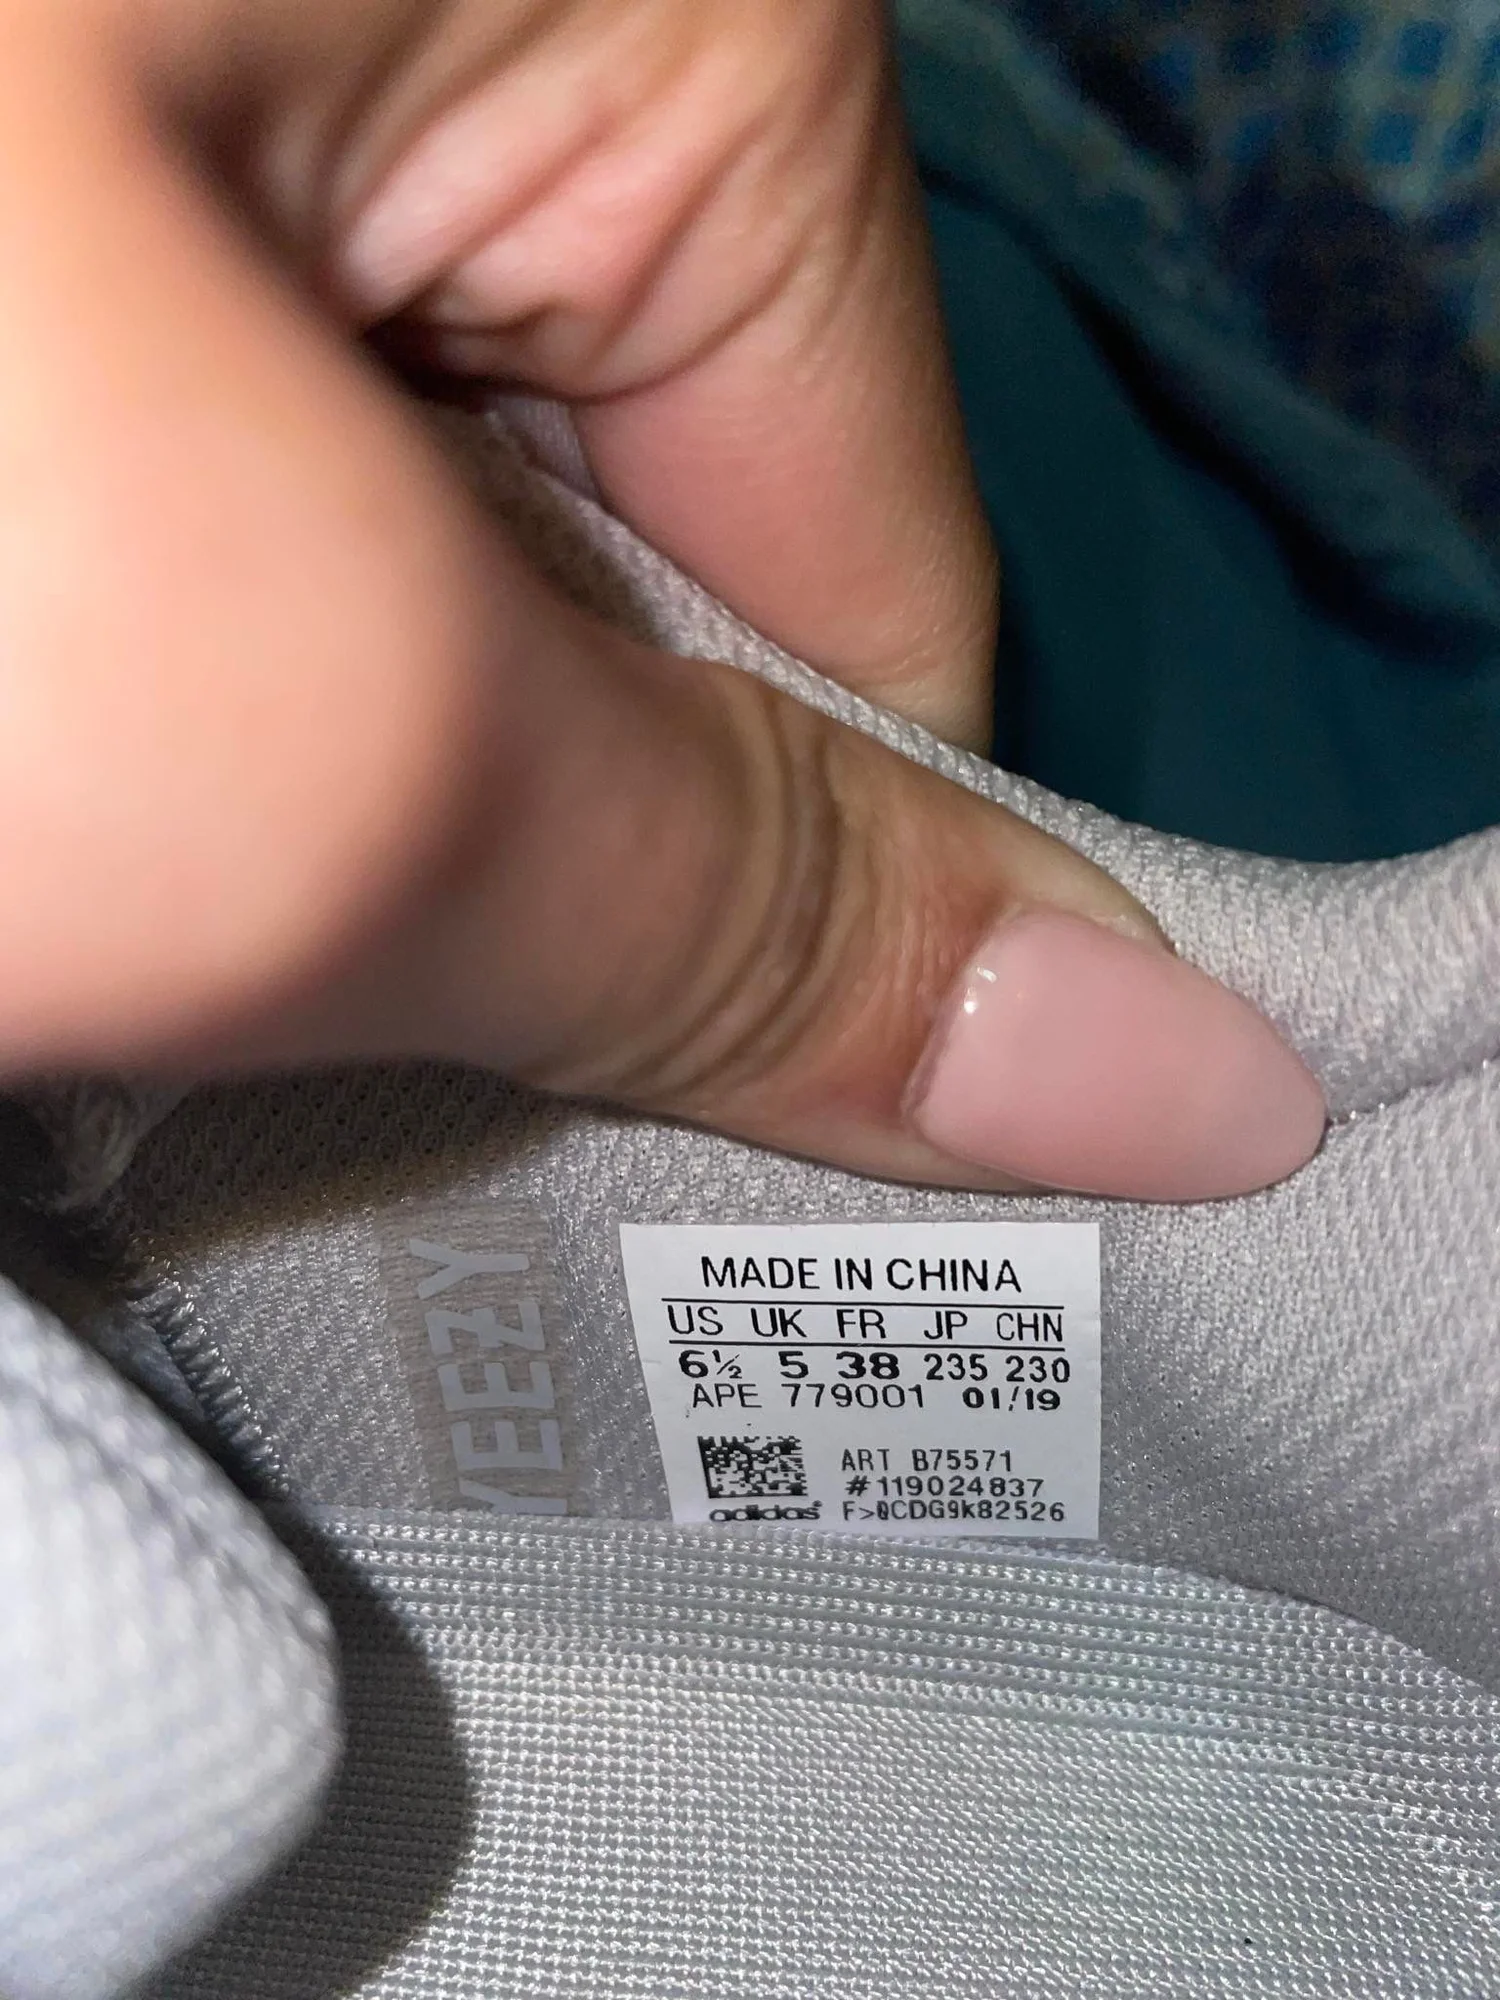 YEEZY
MADE IN CHINA
US UK FR JP CHN
6½ 5 38 235 230
APE 779001 01/19
ART B75571
#119024837
adidas F>QCDG9k82526